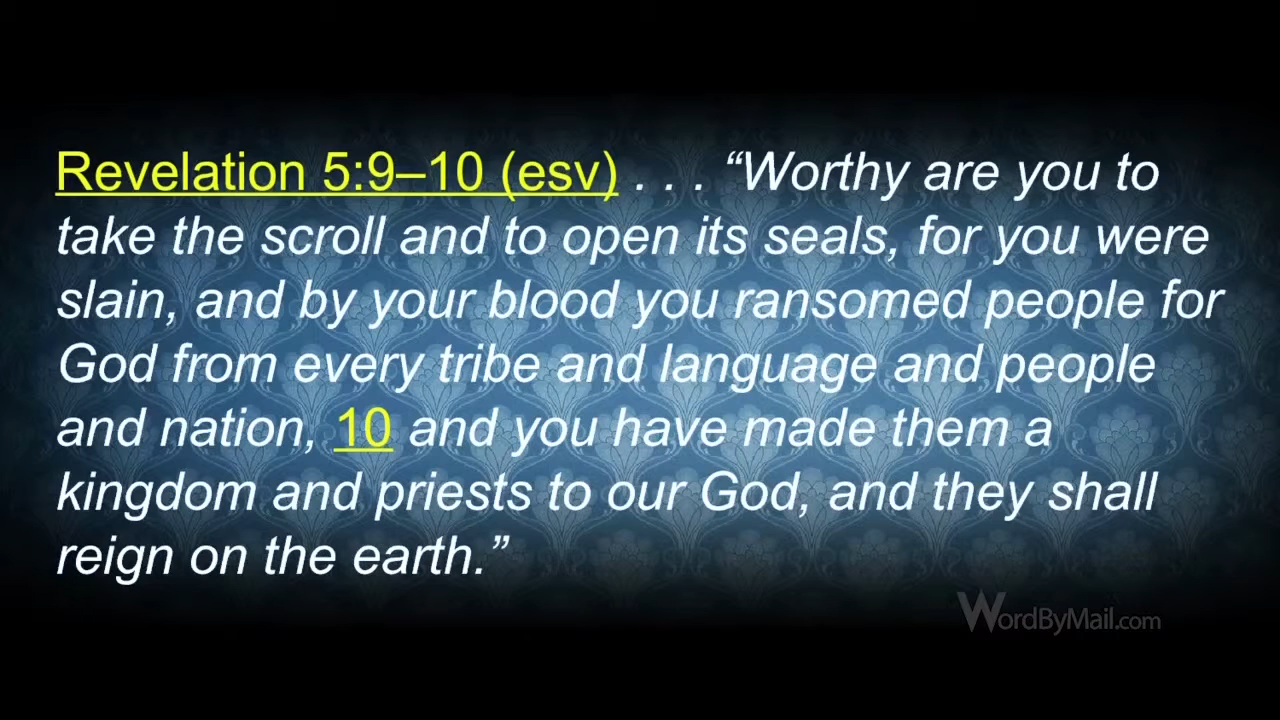 Revelation 5:9–10 (esv) . . . “Worthy are you to
take the scroll and to open its seals, for you were
slain, and by your blood you ransomed people for
God from every tribe and language and people
and nation, 10 and you have made them a
kingdom and priests to our God, and they shall
reign on the earth.”
WordByMail.com